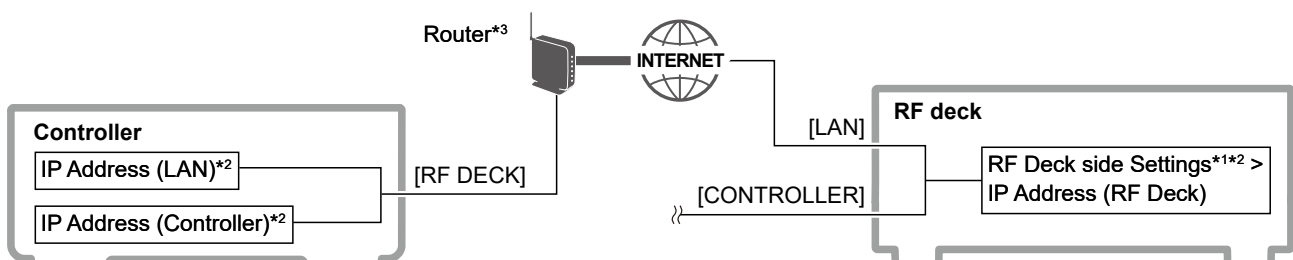 Router*3
INTERNET
Controller
IP Address (LAN)*2
IP Address (Controller)*2
[RF DECK]
[LAN]
[CONTROLLER]
RF deck
RF Deck side Settings*1*2 >
IP Address (RF Deck)